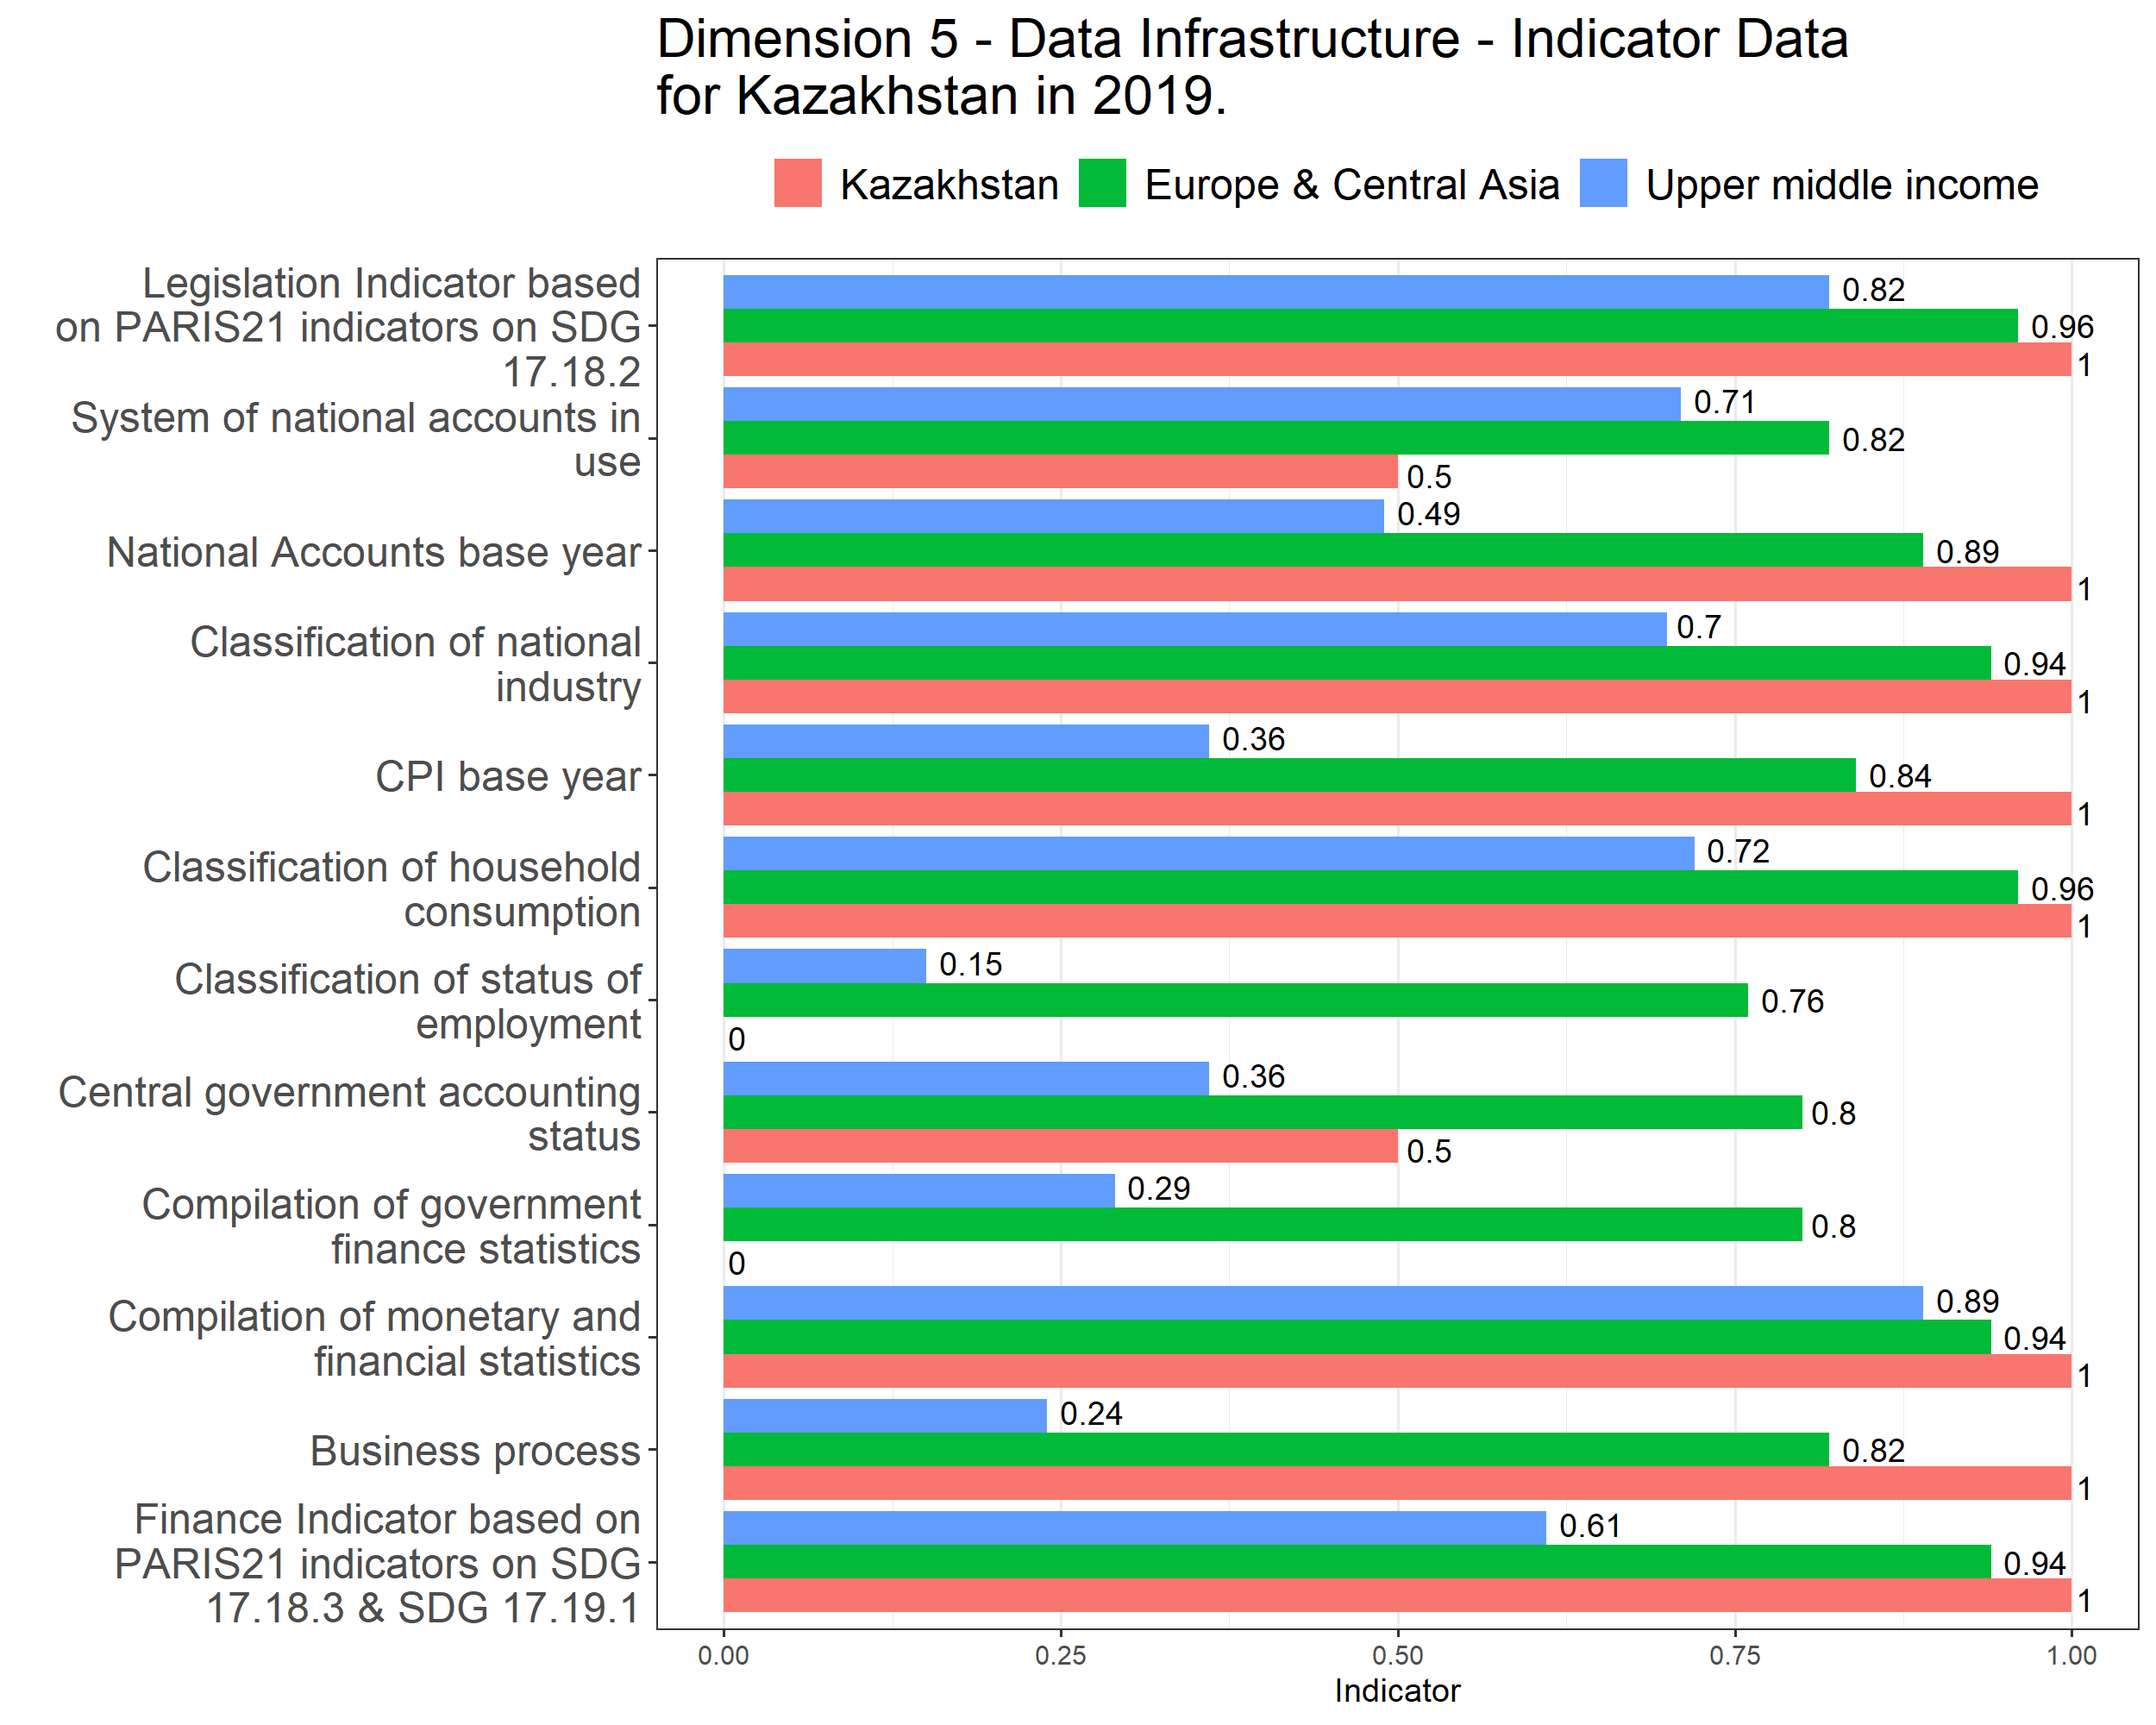 Dimension 5 - Data Infrastructure - Indicator Data
for Kazakhstan in 2019.
Kazakhstan
Europe & Central Asia
Upper middle income
Legislation Indicator based
on PARIS21 indicators on SDG
17.18.2
0.82
0.96
1
System of national accounts in
use
0.71
0.82
0.5
National Accounts base year
0.49
0.89
1
Classification of national
industry
0.7
0.94
1
CPI base year
0.36
0.84
1
Classification of household
consumption
0.72
0.96
1
Classification of status of
employment
0.15
0.76
0
Central government accounting
status
0.36
0.8
0.5
Compilation of government
finance statistics
0.29
0.8
0
Compilation of monetary and
financial statistics
0.89
0.94
1
Business process
0.24
0.82
1
Finance Indicator based on
PARIS21 indicators on SDG
17.18.3 & SDG 17.19.1
0.61
0.94
1
0.00
0.25
0.50
0.75
1.00
Indicator